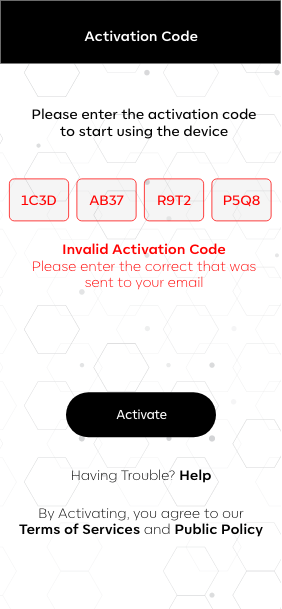 Activation Code
Please enter the activation code
to start using the device
1C3D AB37 R9T2 P5Q8
Invalid Activation Code
Please enter the correct that was
sent to your email
Activate
Having Trouble? Help
By Activating, you agree to our
Terms of Services and Public Policy